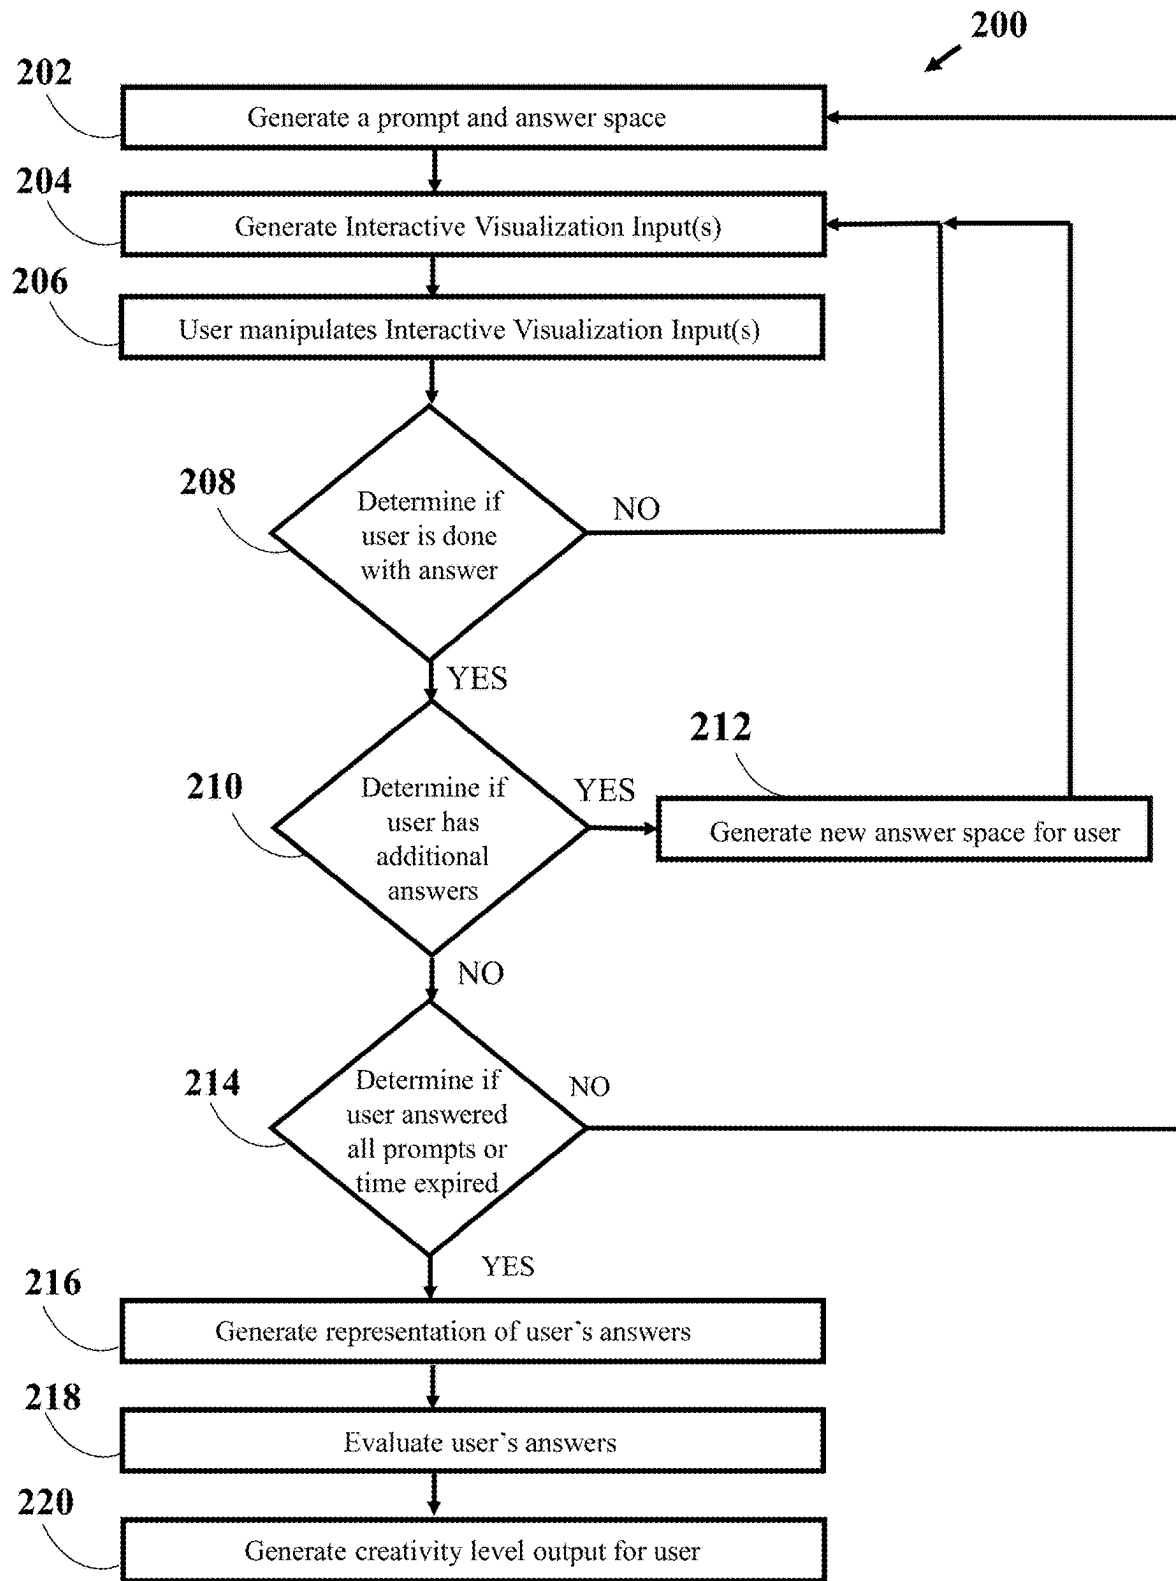 200
202
Generate a prompt and answer space
204
Generate Interactive Visualization Input(s)
206
User manipulates Interactive Visualization Input(s)
208
Determine if
user is done
with answer
NO
YES
210
Determine if
user has
additional
answers
YES
212
Generate new answer space for user
NO
214
Determine if
user answered
all prompts or
time expired
NO
YES
216
Generate representation of user's answers
218
Evaluate user's answers
220
Generate creativity level output for user